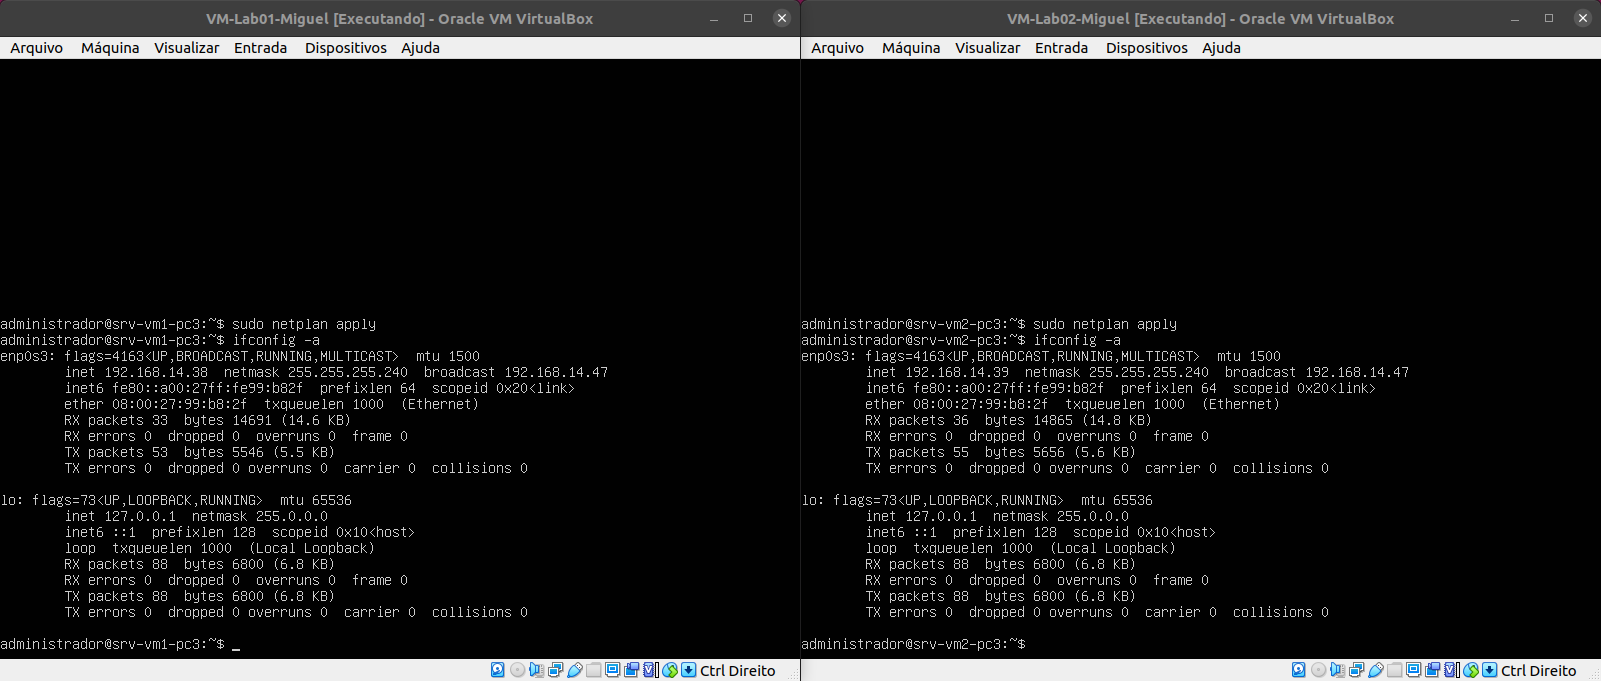 VM-Lab01-Miguel [Executando] - Oracle VM VirtualBox
Arquivo Máquina Visualizar Entrada Dispositivos Ajuda
administrador@srv-vm1-pc3:~$ sudo netplan apply
administrador@srv-vm1-pc3:~$ ifconfig -a
enp0s3: flags=4163<UP,BROADCAST,RUNNING,MULTICAST>  mtu 1500
        inet 192.168.14.38  netmask 255.255.255.240  broadcast 192.168.14.47
        inet6 fe80::a00:27ff:fe99:b82f  prefixlen 64  scopeid 0x20<link>
        ether 08:00:27:99:b8:2f  txqueuelen 1000  (Ethernet)
        RX packets 33  bytes 14691 (14.6 KB)
        RX errors 0  dropped 0  overruns 0  frame 0
        TX packets 53  bytes 5546 (5.5 KB)
        TX errors 0  dropped 0 overruns 0  carrier 0  collisions 0
lo: flags=73<UP,LOOPBACK,RUNNING>  mtu 65536
        inet 127.0.0.1  netmask 255.0.0.0
        inet6 ::1  prefixlen 128  scopeid 0x10<host>
        loop  txqueuelen 1000  (Local Loopback)
        RX packets 88  bytes 6800 (6.8 KB)
        RX errors 0  dropped 0  overruns 0  frame 0
        TX packets 88  bytes 6800 (6.8 KB)
        TX errors 0  dropped 0 overruns 0  carrier 0  collisions 0
administrador@srv-vm1-pc3:~$ _
Ctrl Direito
VM-Lab02-Miguel [Executando] - Oracle VM VirtualBox
Arquivo Máquina Visualizar Entrada Dispositivos Ajuda
administrador@srv-vm2-pc3:~$ sudo netplan apply
administrador@srv-vm2-pc3:~$ ifconfig -a
enp0s3: flags=4163<UP,BROADCAST,RUNNING,MULTICAST>  mtu 1500
        inet 192.168.14.39  netmask 255.255.255.240  broadcast 192.168.14.47
        inet6 fe80::a00:27ff:fe99:b82f  prefixlen 64  scopeid 0x20<link>
        ether 08:00:27:99:b8:2f  txqueuelen 1000  (Ethernet)
        RX packets 36  bytes 14865 (14.8 KB)
        RX errors 0  dropped 0  overruns 0  frame 0
        TX packets 55  bytes 5656 (5.6 KB)
        TX errors 0  dropped 0 overruns 0  carrier 0  collisions 0
lo: flags=73<UP,LOOPBACK,RUNNING>  mtu 65536
        inet 127.0.0.1  netmask 255.0.0.0
        inet6 ::1  prefixlen 128  scopeid 0x10<host>
        loop  txqueuelen 1000  (Local Loopback)
        RX packets 88  bytes 6800 (6.8 KB)
        RX errors 0  dropped 0  overruns 0  frame 0
        TX packets 88  bytes 6800 (6.8 KB)
        TX errors 0  dropped 0 overruns 0  carrier 0  collisions 0
administrador@srv-vm2-pc3:~$
Ctrl Direito